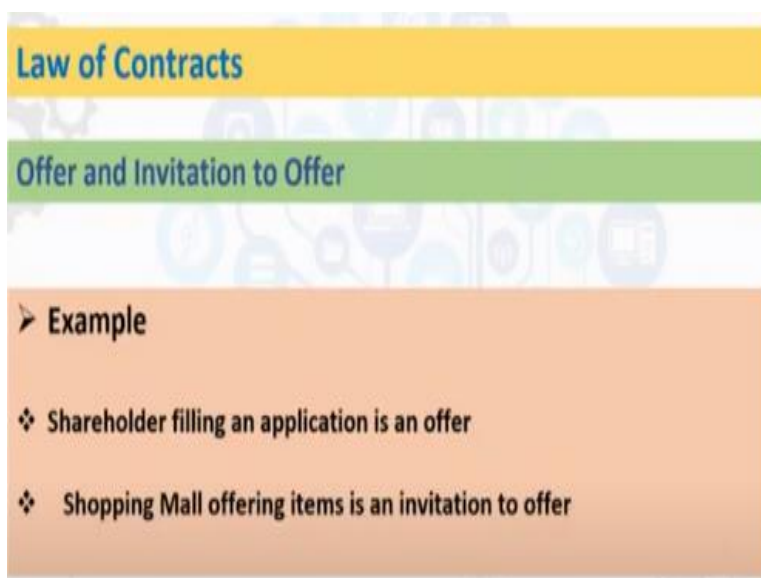 Law of Contracts
Offer and Invitation to Offer
➤ Example
❖ Shareholder filling an application is an offer
❖ Shopping Mall offering items is an invitation to offer